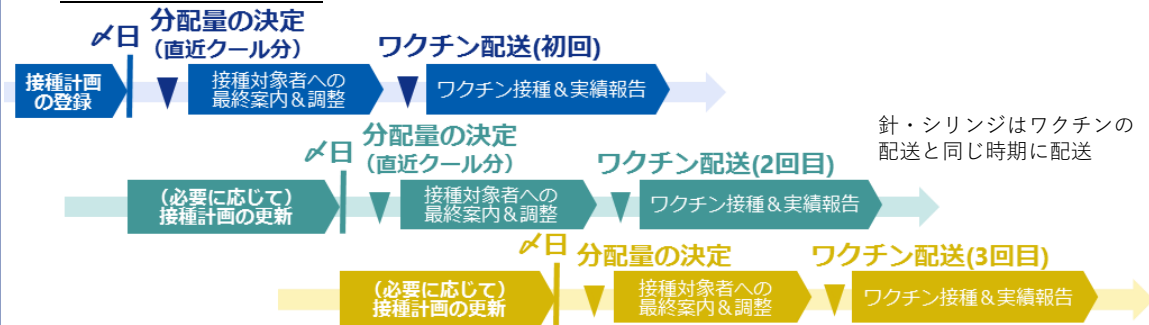 分配量の決定
〆日
（直近クール分）
ワクチン配送(初回)
接種計画
の登録
接種対象者への
最終案内＆調整
ワクチン接種＆実績報告
針・シリンジはワクチンの
配送と同じ時期に配送
分配量の決定
〆日
（直近クール分）
ワクチン配送(2回目)
（必要に応じて）
接種計画の更新
接種対象者への
最終案内＆調整
ワクチン接種＆実績報告
〆日
分配量の決定
ワクチン配送(3回目)
（必要に応じて）
接種計画の更新
接種対象者への
最終案内＆調整
ワクチン接種＆実績報告